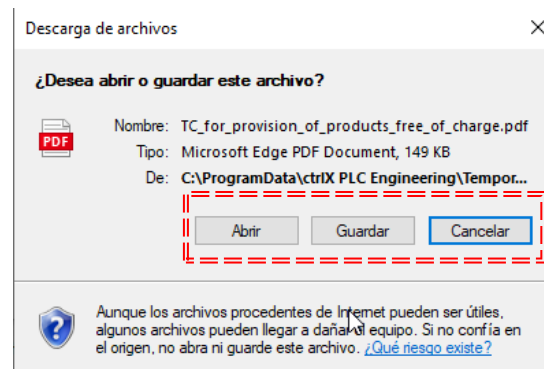 Descarga de archivos
¿Desea abrir o guardar este archivo?
PDF
Nombre: TC_for_provision_of_products_free_of_charge.pdf
Tipo: Microsoft Edge PDF Document, 149 KB
De: C:\ProgramData\ctrlX PLC Engineering\Tempor...
Abrir Guardar Cancelar
Aunque los archivos procedentes de Internet pueden ser útiles,
algunos archivos pueden llegar a dañar el equipo. Si no confía en
el origen, no abra ni guarde este archivo. ¿Qué riesgo existe?